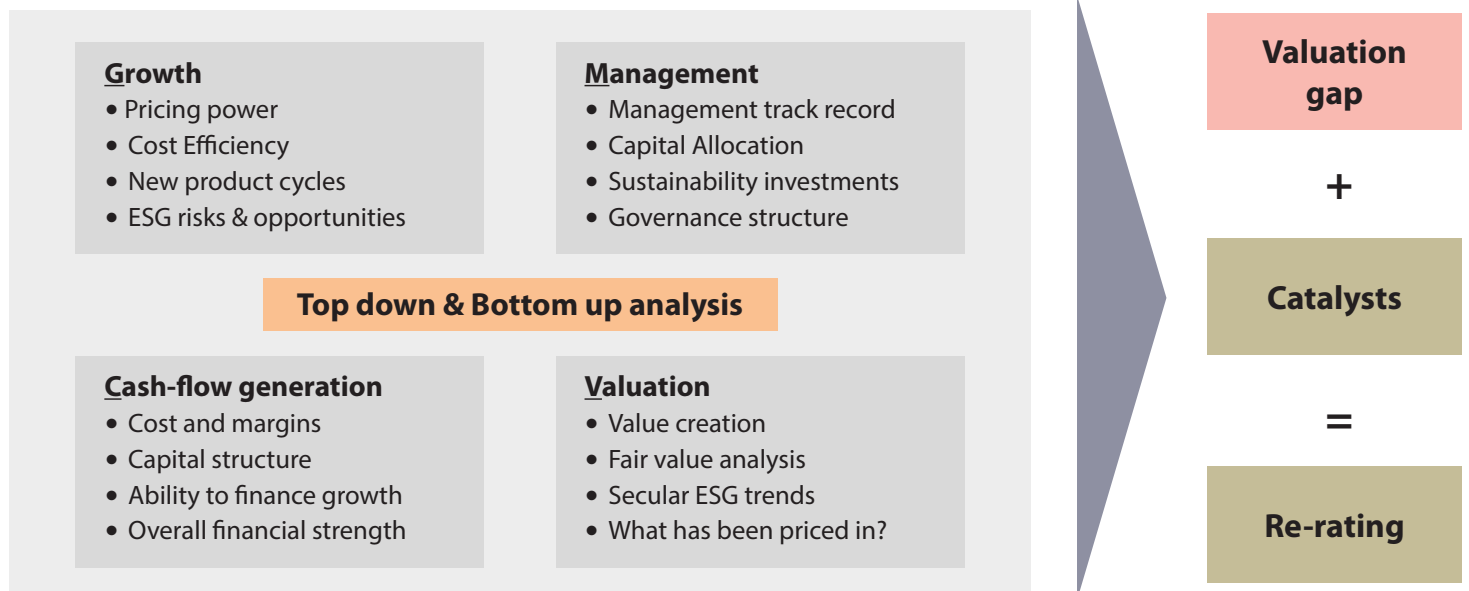 Growth
• Pricing power
• Cost Efficiency
• New product cycles
• ESG risks & opportunities
Management
• Management track record
• Capital Allocation
• Sustainability investments
• Governance structure
Top down & Bottom up analysis
Cash-flow generation
• Cost and margins
• Capital structure
• Ability to finance growth
• Overall financial strength
Valuation
• Value creation
• Fair value analysis
• Secular ESG trends
• What has been priced in?
Valuation
gap
+
Catalysts
=
Re-rating